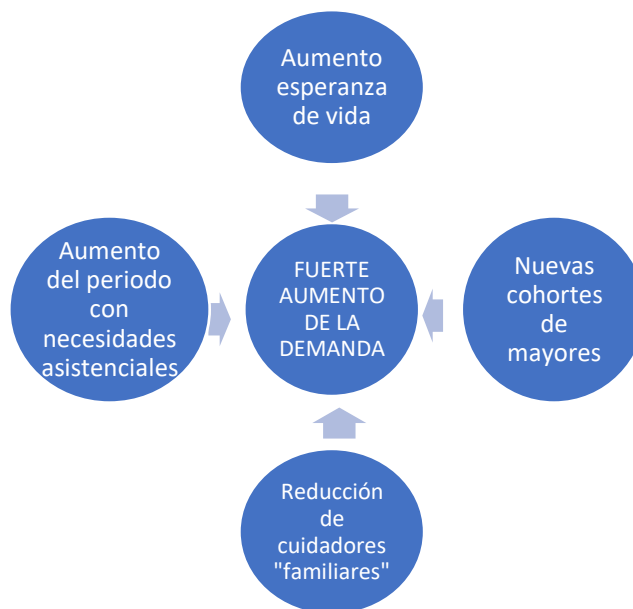 Aumento
esperanza
de vida
Aumento
del periodo
con
necesidades
asistenciales
FUERTE
AUMENTO
DE LA
DEMANDA
Nuevas
cohortes
de
mayores
Reducción
de
cuidadores
"familiares"